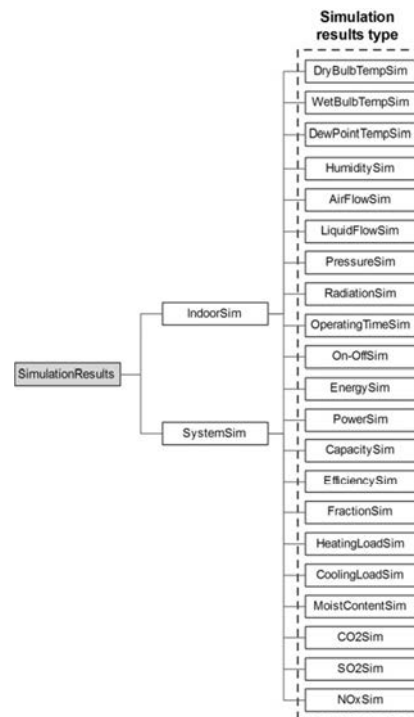 Simulation
results type
DryBulbTempSim
WetBulbTempSim
DewPointTempSim
HumiditySim
AirFlowSim
LiquidFlowSim
PressureSim
RadiationSim
IndoorSim
OperatingTimeSim
On-OffSim
SimulationResults
EnergySim
PowerSim
SystemSim
CapacitySim
EfficiencySim
FractionSim
HeatingLoadSim
CoolingLoadSim
MoistContentSim
CO2Sim
SO2Sim
NOxSim